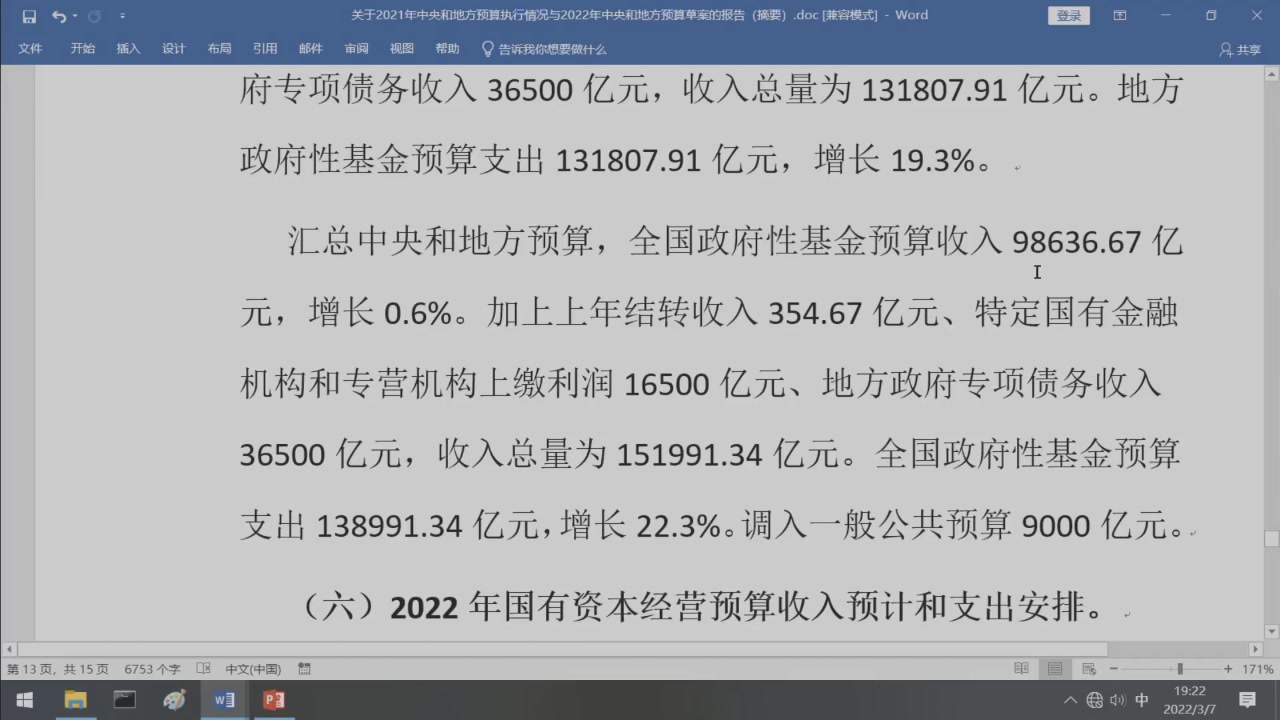 关于2021年中央和地方预算执行情况与2022年中央和地方预算草案的报告（摘要）.doc [兼容模式] - Word
登录
文件 开始 插入 设计 布局 引用 邮件 审阅 视图 帮助 告诉我你想要做什么 共享
府专项债务收入 36500 亿元，收入总量为 131807.91 亿元。地方
政府性基金预算支出 131807.91 亿元，增长 19.3%。
汇总中央和地方预算，全国政府性基金预算收入 98636.67 亿
元，增长 0.6%。加上上年结转收入 354.67 亿元、特定国有金融
机构和专营机构上缴利润 16500 亿元、地方政府专项债务收入
36500 亿元，收入总量为 151991.34 亿元。全国政府性基金预算
支出 138991.34 亿元，增长 22.3%。调入一般公共预算 9000 亿元。
（六）2022 年国有资本经营预算收入预计和支出安排。
第 13 页，共 15 页 6753 个字 中文(中国) 171%
中 19:22
2022/3/7